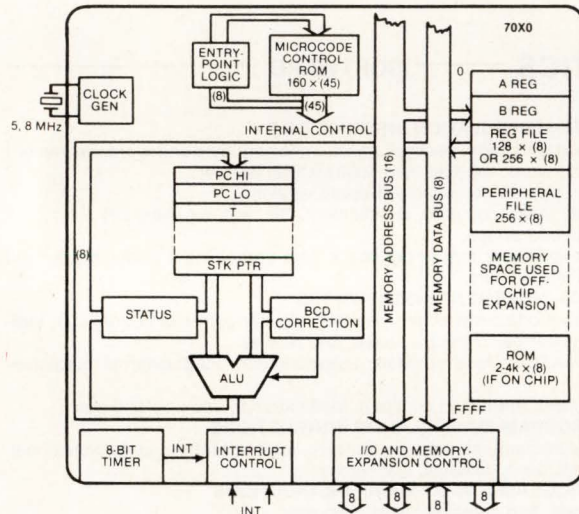 70X0
ENTRY-
POINT
LOGIC
MICROCODE
CONTROL
ROM
160 × (45)
(8)
(45)
INTERNAL CONTROL
CLOCK
GEN
5, 8 MHz
0
A REG
B REG
REG FILE
128 × (8)
OR 256 × (8)
PERIPHERAL
FILE
256 × (8)
MEMORY
SPACE USED
FOR OFF-
CHIP
EXPANSION
ROM
2-4k × (8)
(IF ON CHIP)
FFFF
MEMORY ADDRESS BUS (16)
MEMORY DATA BUS (8)
PC HI
PC LO
T
STK PTR
(8)
STATUS
BCD
CORRECTION
ALU
8-BIT
TIMER
INT
INTERRUPT
CONTROL
INT
I/O AND MEMORY-
EXPANSION CONTROL
8
8
8
8